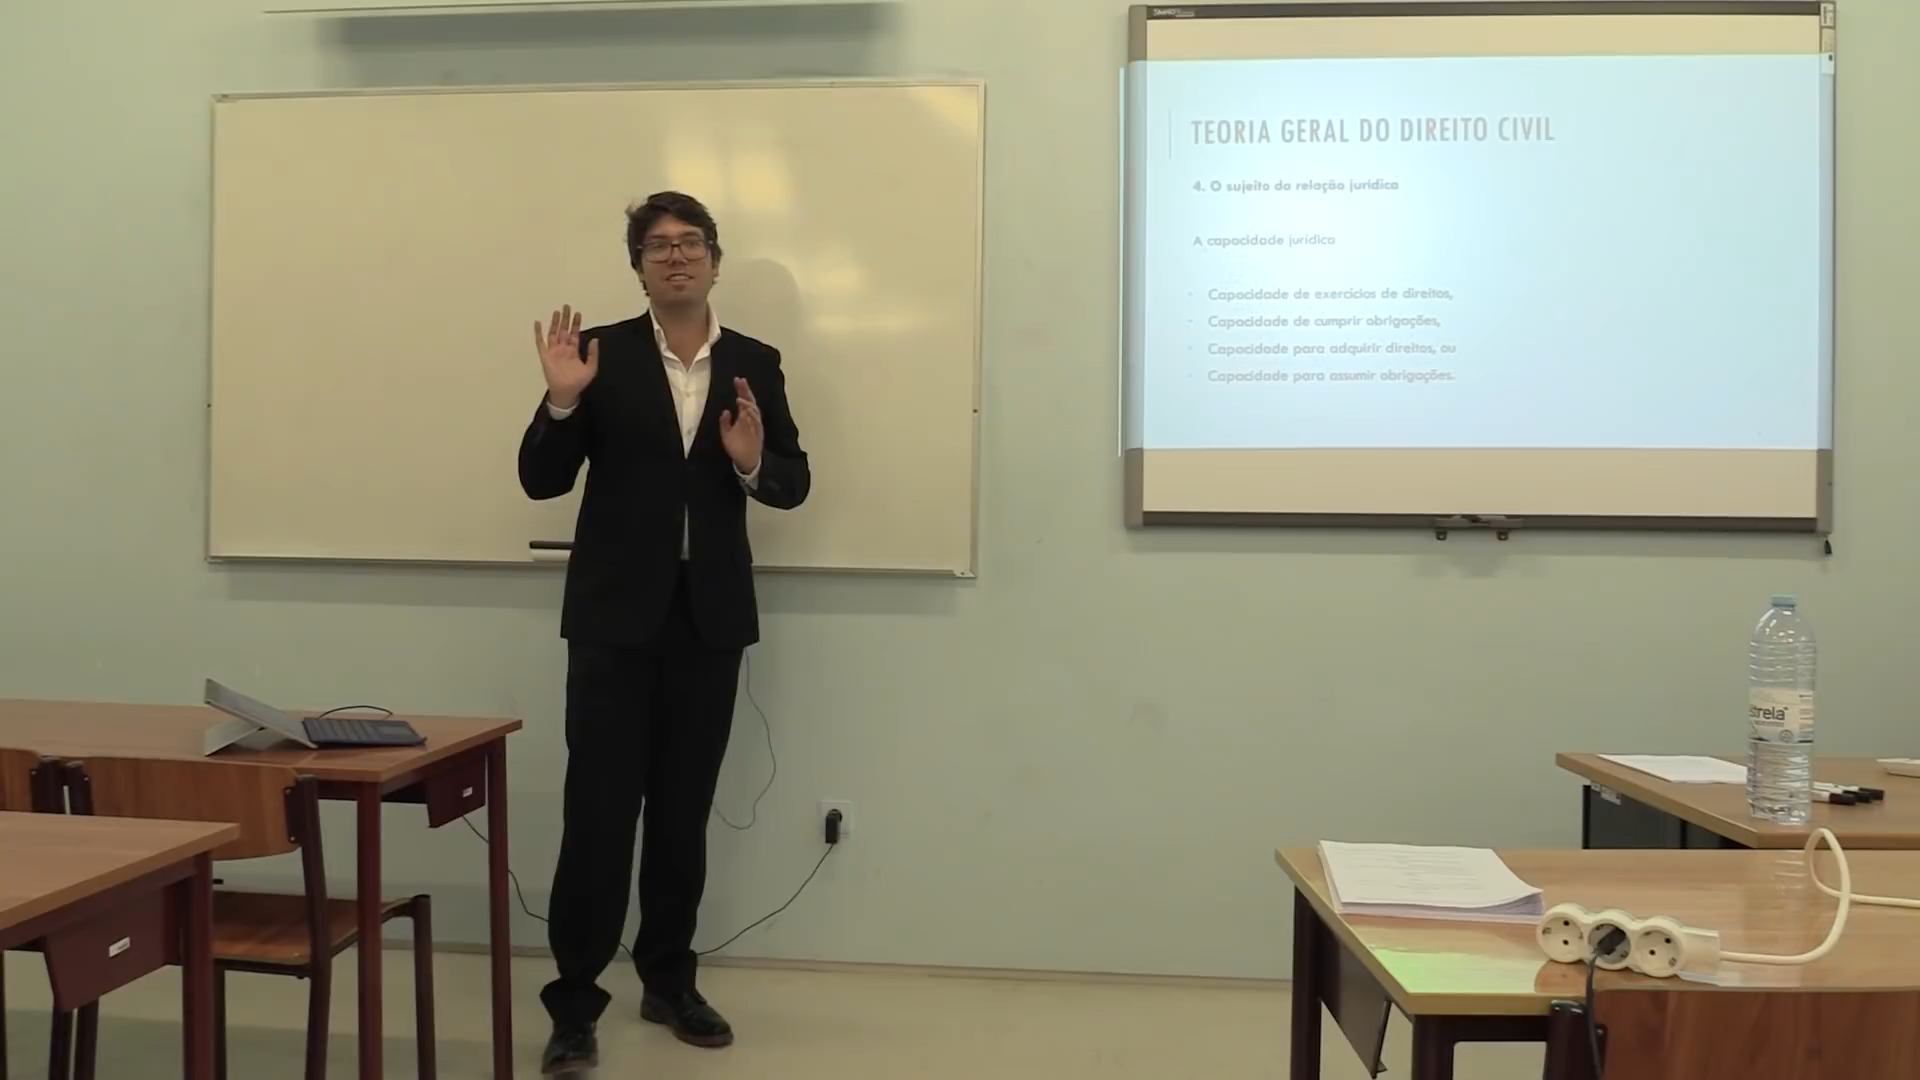 TEORIA GERAL DO DIREITO CIVIL
4. O sujeito da relação jurídica
A capacidade jurídica
Capacidade de exercícios de direitos,
Capacidade de cumprir obrigações,
Capacidade para adquirir direitos, ou
Capacidade para assumir obrigações.
strela